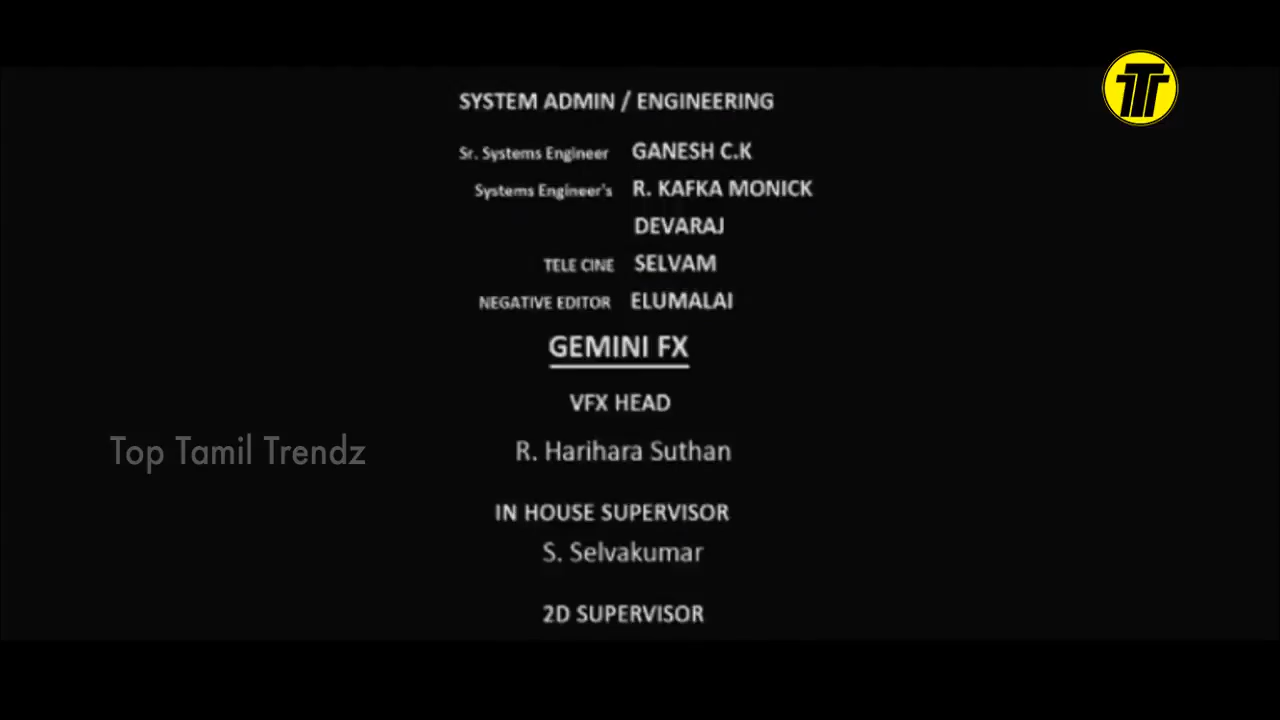 SYSTEM ADMIN / ENGINEERING
Sr. Systems Engineer GANESH C.K
Systems Engineer's R. KAFKA MONICK
DEVARAJ
TELE CINE SELVAM
NEGATIVE EDITOR ELUMALAI
GEMINI FX
VFX HEAD
Top Tamil Trendz
R. Harihara Suthan
IN HOUSE SUPERVISOR
S. Selvakumar
2D SUPERVISOR